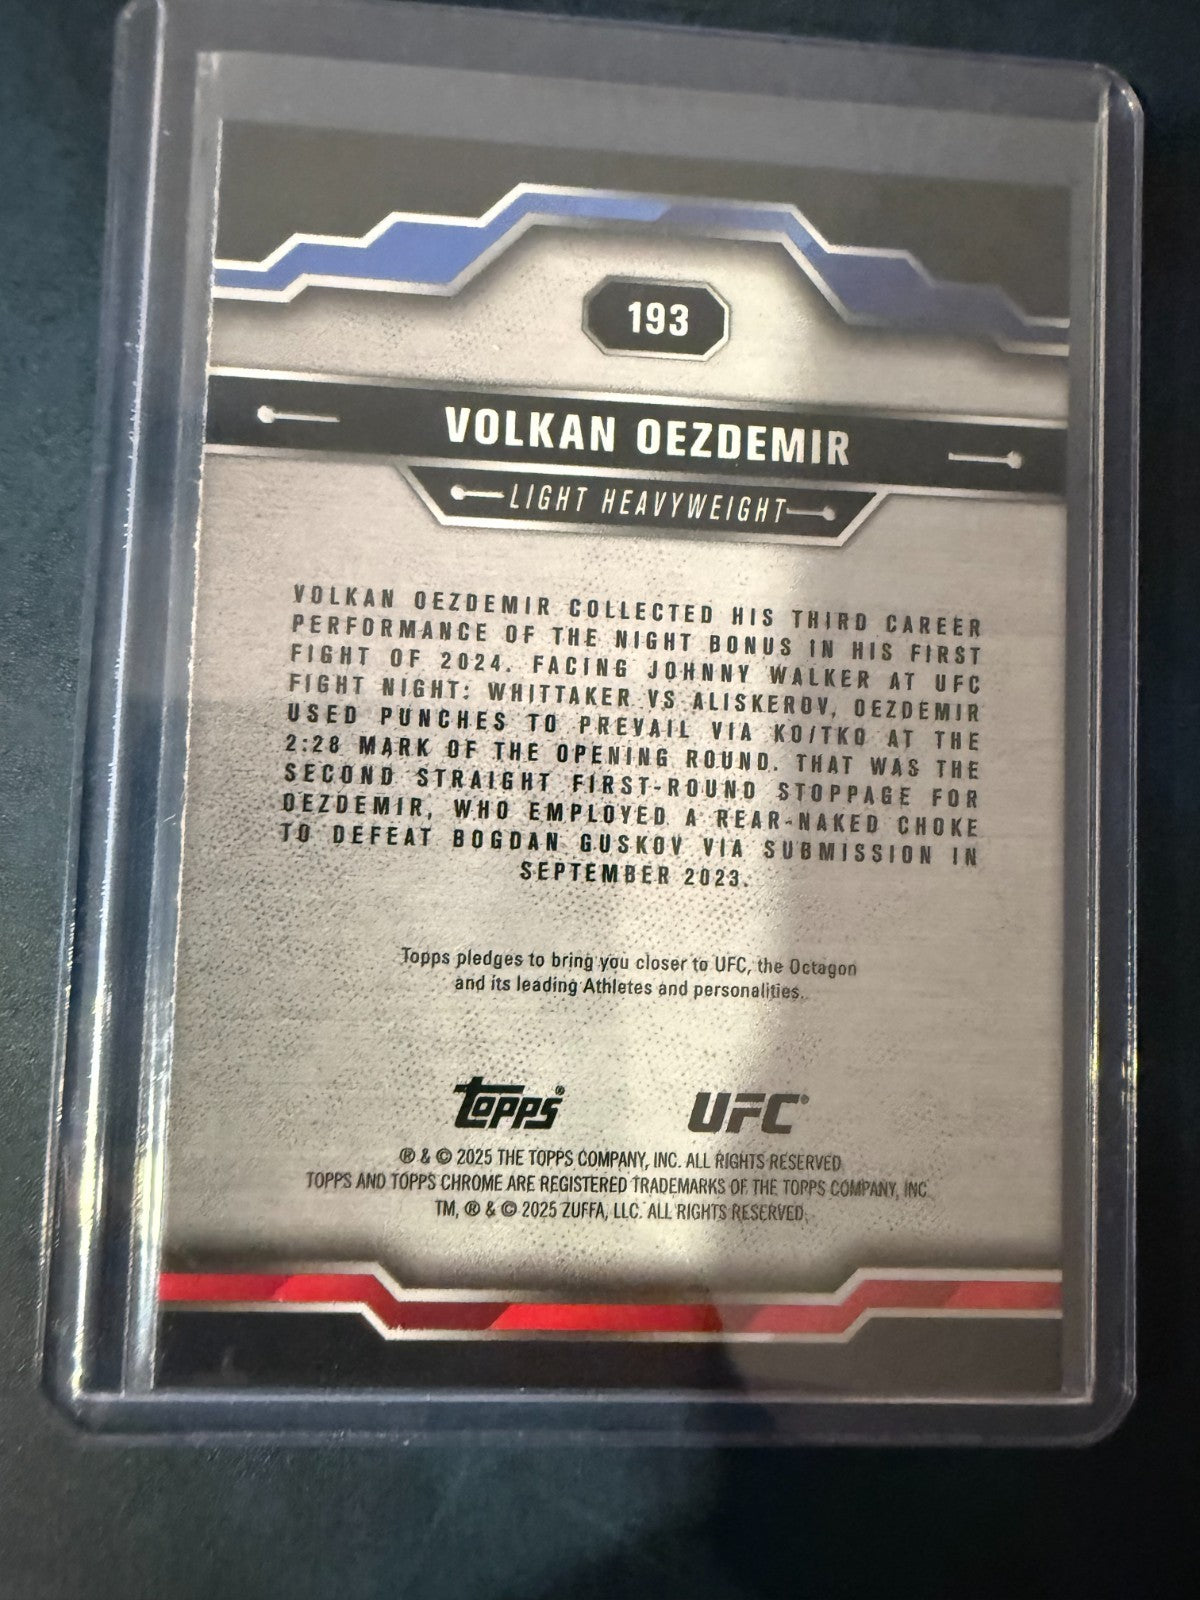 193
VOLKAN OEZDEMIR
LIGHT HEAVYWEIGHT
VOLKAN OEZDEMIR COLLECTED HIS THIRD CAREER
PERFORMANCE OF THE NIGHT BONUS IN HIS FIRST
FIGHT OF 2024. FACING JOHNNY WALKER AT UFC
FIGHT NIGHT: WHITTAKER VS ALISKEROV, OEZDEMIR
USED PUNCHES TO PREVAIL VIA KO/TKO AT THE
2:28 MARK OF THE OPENING ROUND. THAT WAS THE
SECOND STRAIGHT FIRST-ROUND STOPPAGE FOR
OEZDEMIR, WHO EMPLOYED A REAR-NAKED CHOKE
TO DEFEAT BOGDAN GUSKOV VIA SUBMISSION IN
SEPTEMBER 2023.
Topps pledges to bring you closer to UFC, the Octagon
and its leading Athletes and personalities.
topps® UFC®
® & © 2025 THE TOPPS COMPANY, INC. ALL RIGHTS RESERVED
TOPPS AND TOPPS CHROME ARE REGISTERED TRADEMARKS OF THE TOPPS COMPANY, INC
TM, ® & © 2025 ZUFFA, LLC. ALL RIGHTS RESERVED.